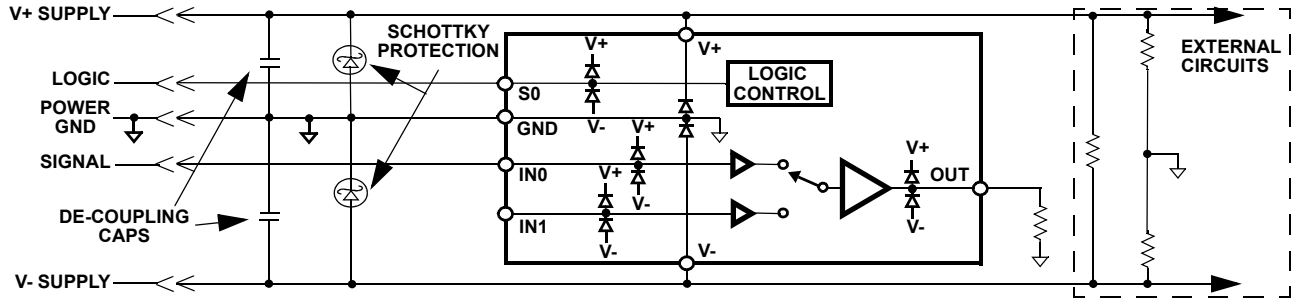 V+ SUPPLY
SCHOTTKY
PROTECTION
LOGIC
POWER
GND
SIGNAL
DE-COUPLING
CAPS
V- SUPPLY
V+
V+
S0
LOGIC
CONTROL
GND
V-
V+
IN0
V+
V-
IN1
V-
V+
OUT
V-
V-
EXTERNAL
CIRCUITS